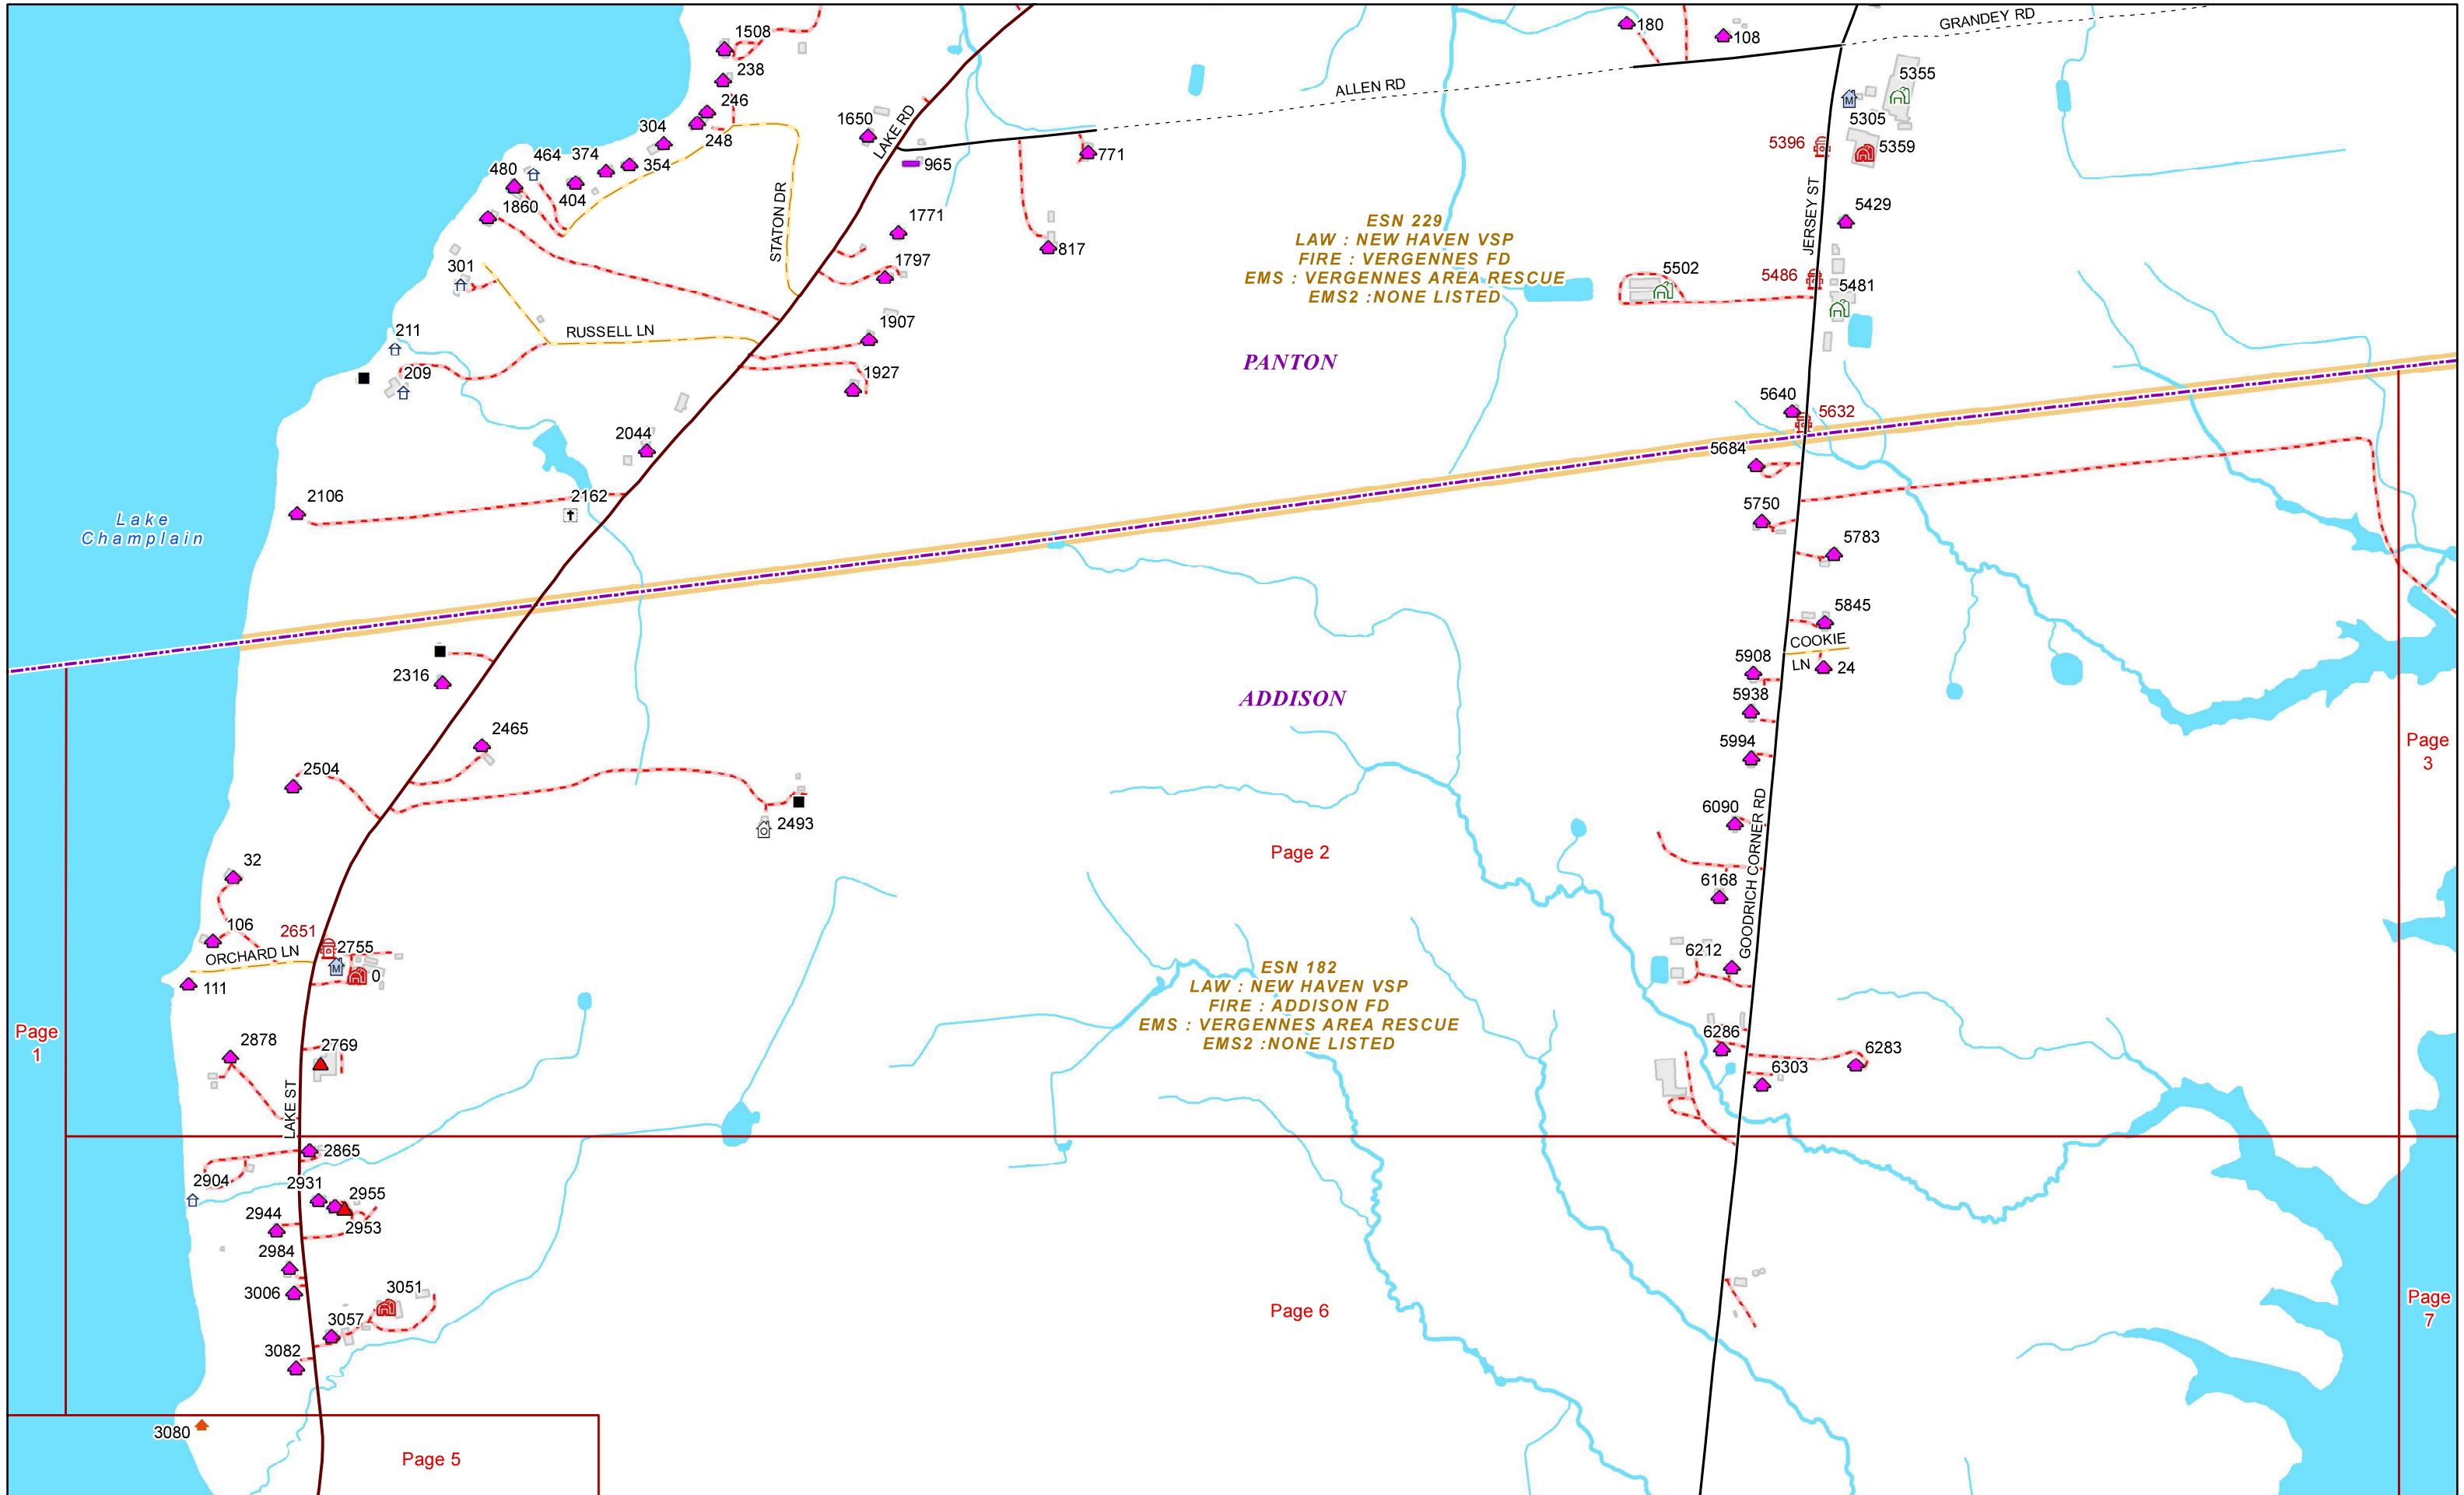 GRANDEY RD
180
108
1508
238
246
248
304
354
374
404
464
480
1860
1650
LAKE RD
965
771
817
ALLEN RD
5355
5305
5396
5359
JERSEY ST
5429
STATON DR
1771
1797
301
ESN 229
LAW : NEW HAVEN VSP
FIRE : VERGENNES FD
EMS : VERGENNES AREA RESCUE
EMS2 :NONE LISTED
5502
5486
5481
211
RUSSELL LN
1907
209
1927
PANTON
5640
5632
2044
5684
2106
2162
Lake
Champlain
5750
5783
5845
COOKIE
LN
24
5908
2316
5938
ADDISON
2465
5994
Page
3
2504
2493
6090
GOODRICH CORNER RD
Page 2
32
6168
106
2651
2755
ORCHARD LN
0
111
6212
ESN 182
LAW : NEW HAVEN VSP
FIRE : ADDISON FD
EMS : VERGENNES AREA RESCUE
EMS2 :NONE LISTED
Page
1
2878
2769
6286
6283
6303
LAKE ST
2865
2904
2931
2955
2944
2953
2984
3006
3051
3057
Page 6
Page
7
3082
3080
Page 5
M
M